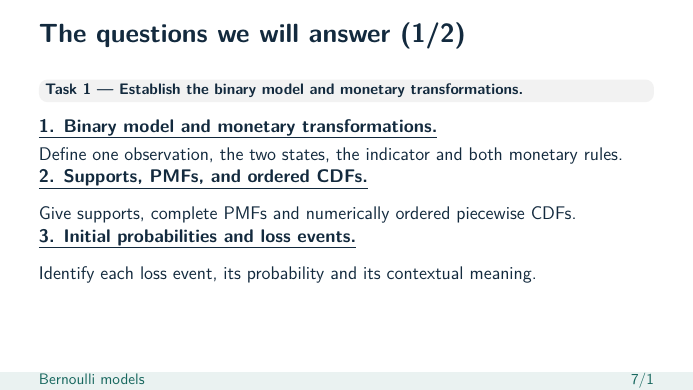 The questions we will answer (1/2)
Task 1 — Establish the binary model and monetary transformations.
1. Binary model and monetary transformations.
Define one observation, the two states, the indicator and both monetary rules.
2. Supports, PMFs, and ordered CDFs.
Give supports, complete PMFs and numerically ordered piecewise CDFs.
3. Initial probabilities and loss events.
Identify each loss event, its probability and its contextual meaning.
Bernoulli models
7/1